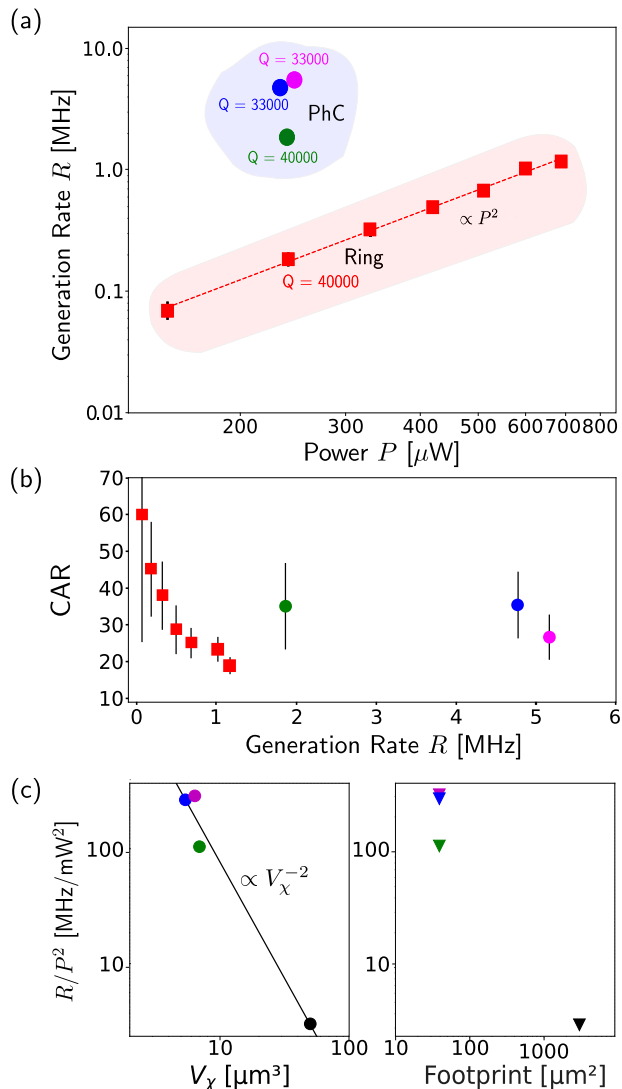 (a)
Generation Rate R [MHz]
10.0
1.0
0.1
0.01
Q = 33000
Q = 33000
PhC
Q = 40000
∝ P²
Ring
Q = 40000
200
300
400
500
600
700
800
Power P [μW]
(b)
CAR
70
60
50
40
30
20
10
0
1
2
3
4
5
6
Generation Rate R [MHz]
(c)
R/P² [MHz/mW²]
100
10
∝ V_χ⁻²
10
100
V_χ [μm³]
100
10
10
100
1000
Footprint [μm²]